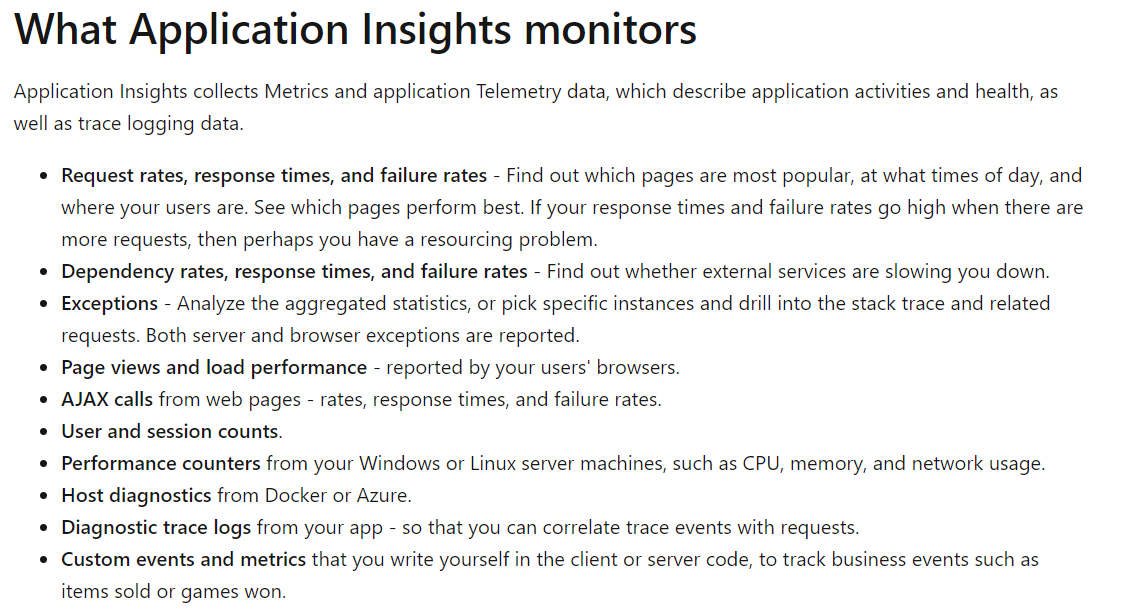 What Application Insights monitors
Application Insights collects Metrics and application Telemetry data, which describe application activities and health, as
well as trace logging data.
• Request rates, response times, and failure rates - Find out which pages are most popular, at what times of day, and
where your users are. See which pages perform best. If your response times and failure rates go high when there are
more requests, then perhaps you have a resourcing problem.
• Dependency rates, response times, and failure rates - Find out whether external services are slowing you down.
• Exceptions - Analyze the aggregated statistics, or pick specific instances and drill into the stack trace and related
requests. Both server and browser exceptions are reported.
• Page views and load performance - reported by your users' browsers.
• AJAX calls from web pages - rates, response times, and failure rates.
• User and session counts.
• Performance counters from your Windows or Linux server machines, such as CPU, memory, and network usage.
• Host diagnostics from Docker or Azure.
• Diagnostic trace logs from your app - so that you can correlate trace events with requests.
• Custom events and metrics that you write yourself in the client or server code, to track business events such as
items sold or games won.